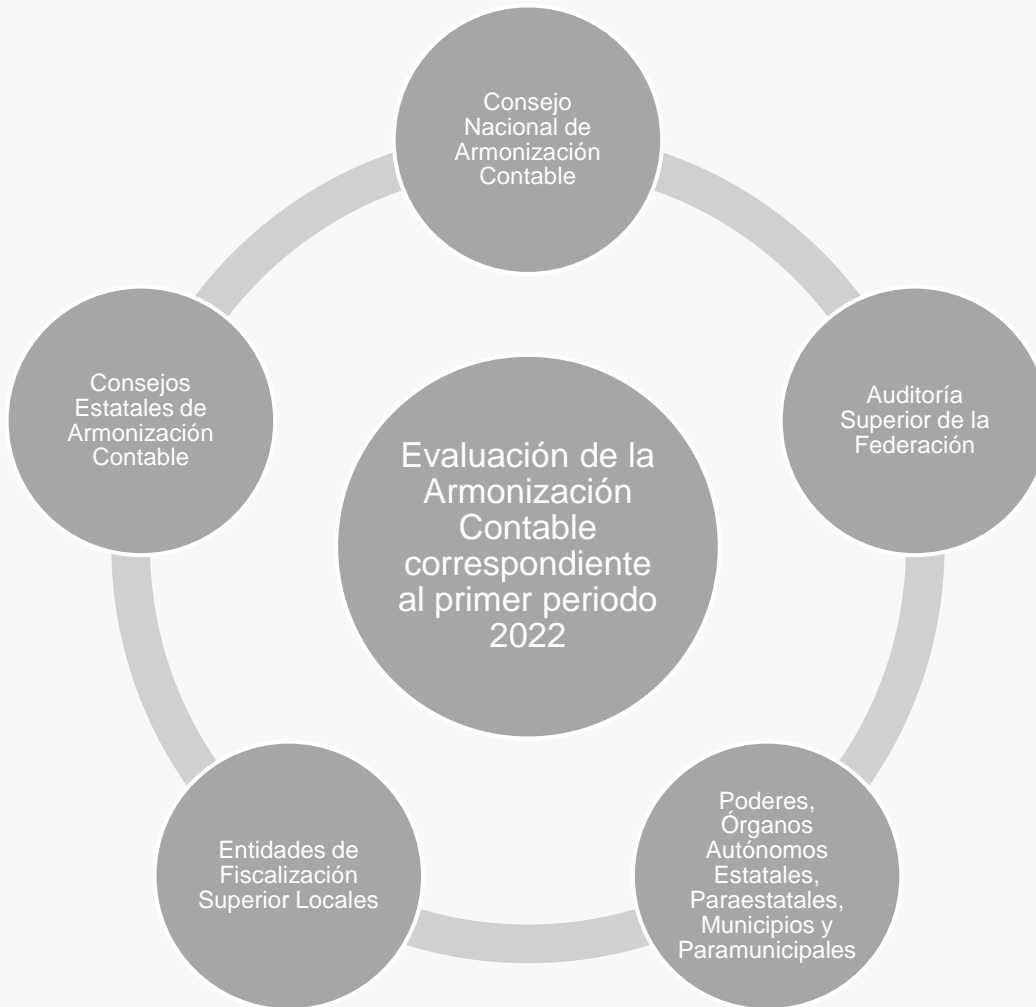 Consejo
Nacional de
Armonización
Contable
Consejos
Estatales de
Armonización
Contable
Auditoría
Superior de la
Federación
Evaluación de la
Armonización
Contable
correspondiente
al primer periodo
2022
Entidades de
Fiscalización
Superior Locales
Poderes,
Órganos
Autónomos
Estatales,
Paraestatales,
Municipios y
Paramunicipales